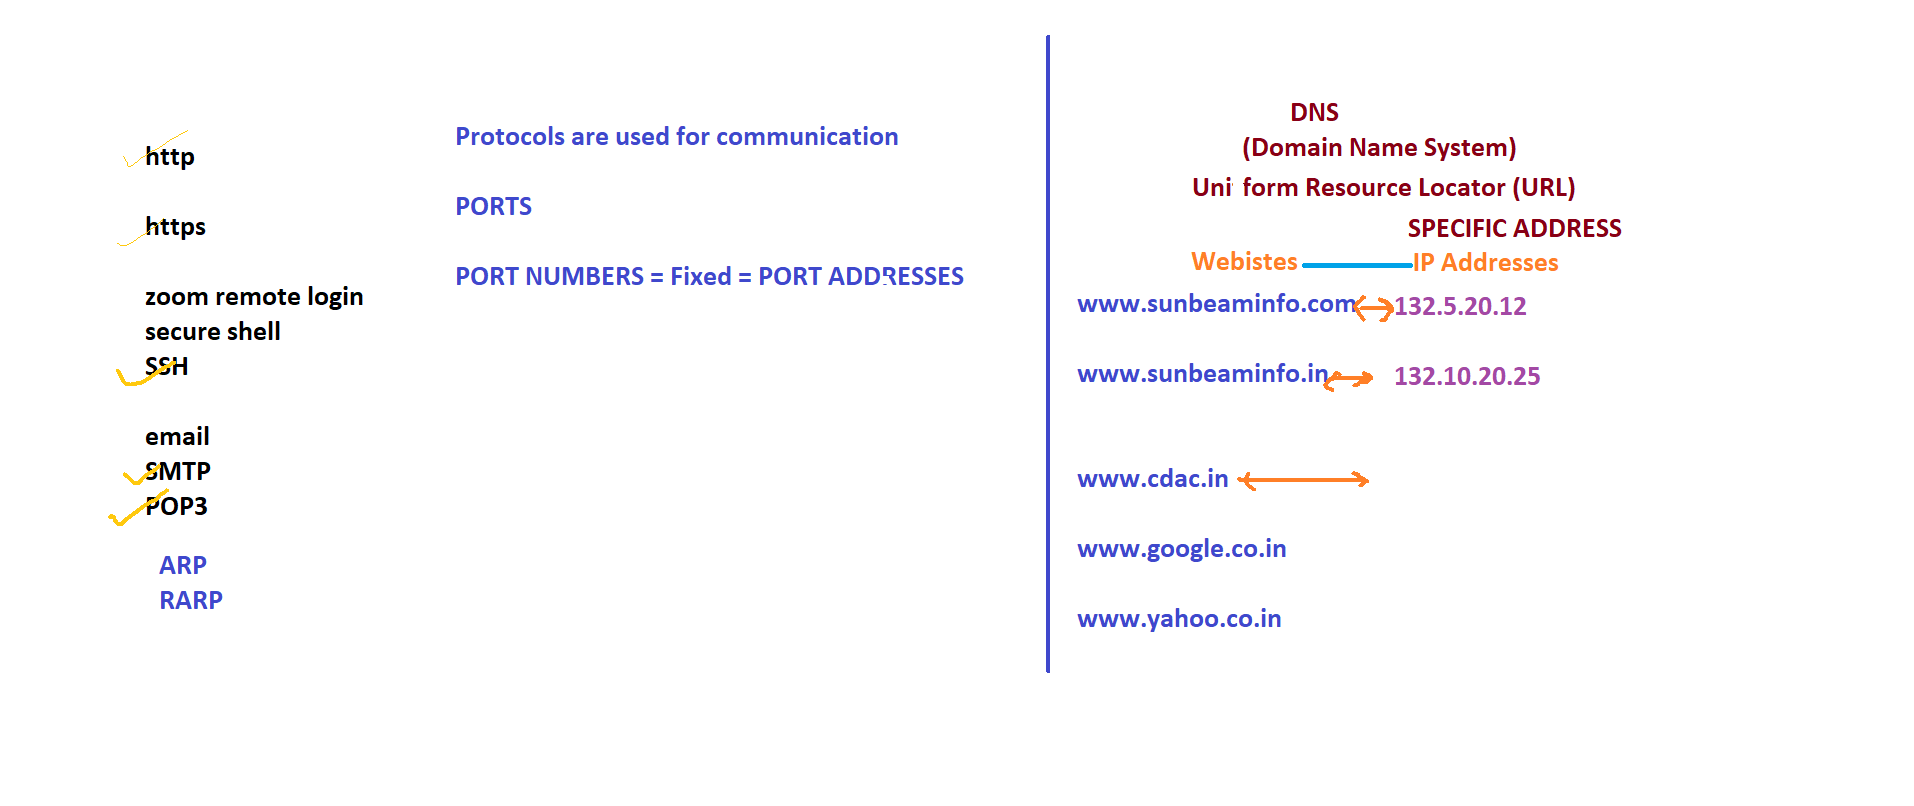 http
https
zoom remote login
secure shell
SSH
email
SMTP
POP3
ARP
RARP
Protocols are used for communication
PORTS
PORT NUMBERS = Fixed = PORT ADDRESSES
DNS
(Domain Name System)
Uniform Resource Locator (URL)
SPECIFIC ADDRESS
Webistes IP Addresses
www.sunbeaminfo.com 132.5.20.12
www.sunbeaminfo.in 132.10.20.25
www.cdac.in
www.google.co.in
www.yahoo.co.in